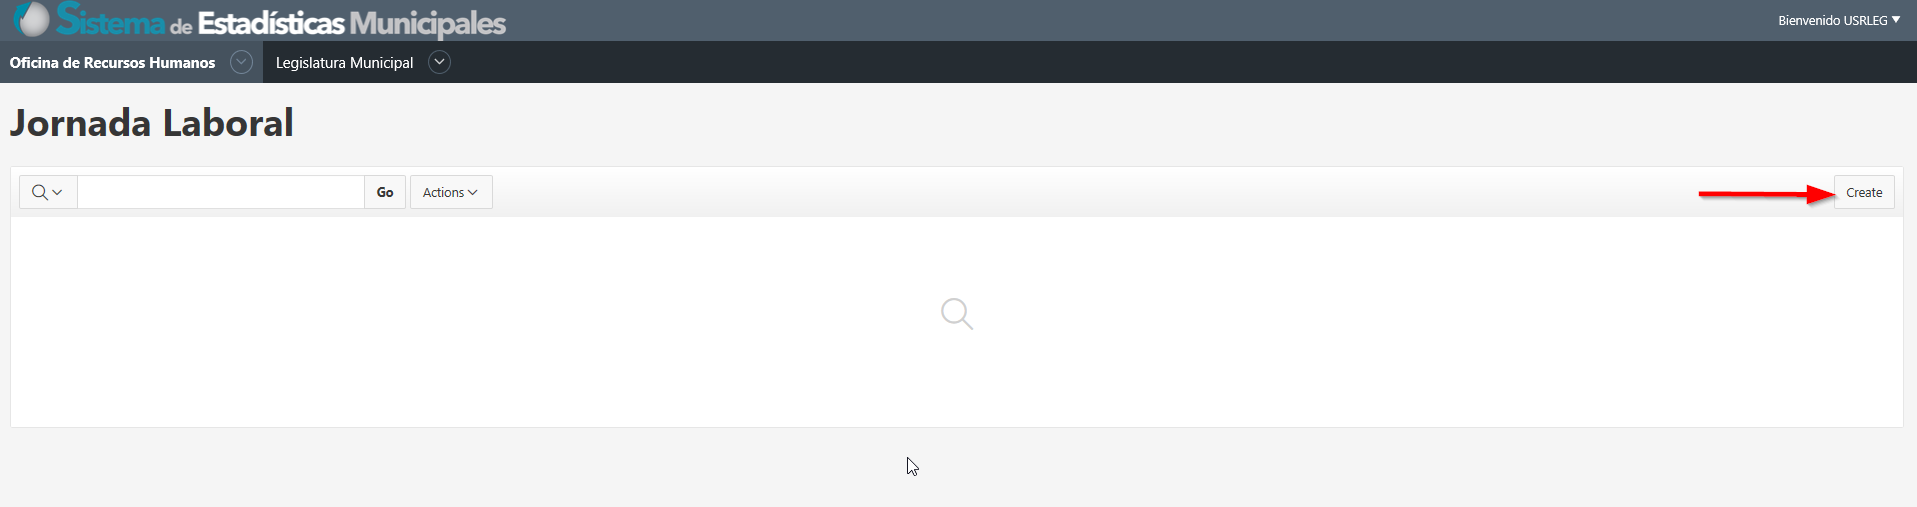 Sistema de Estadísticas Municipales
Bienvenido USRLEG
Oficina de Recursos Humanos
Legislatura Municipal
Jornada Laboral
Go
Actions
Create